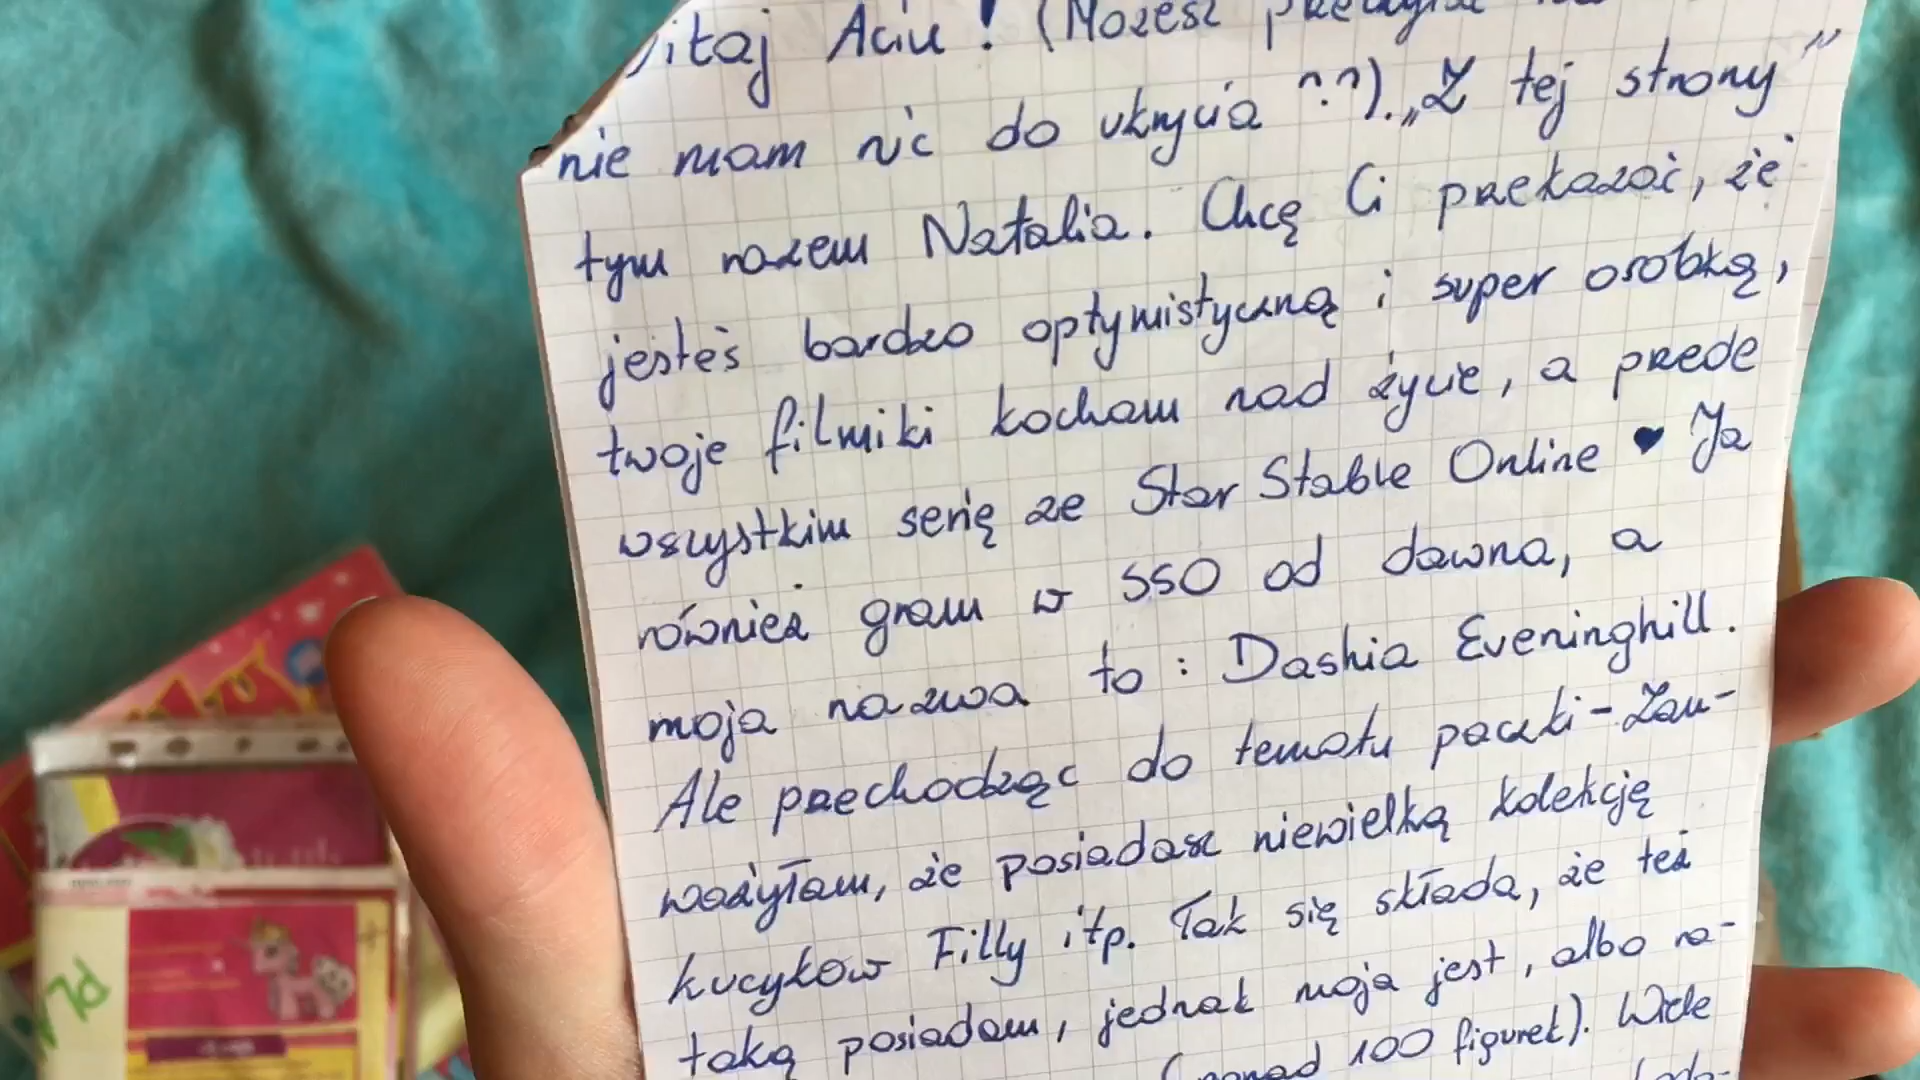 Witaj Aciu! (Możesz przeczytać
nie mam nic do ukrycia ^.^). „Z tej strony"
tym razem Natalia. Chcę Ci przekazać, że
jesteś bardzo optymistyczną i super osóbką,
twoje filmiki kocham nad życie, a przede
wszystkim serię ze Star Stable Online ♥ Ja
również gram w SSO od dawna, a
moja nazwa to: Dashia Eveninghill.
Ale przechodząc do tematu paczki - Zau-
ważyłam, że posiadasz niewielką kolekcję
kucyków Filly itp. Tak się składa, że też
taką posiadam, jednak moja jest, albo ra-
(ponad 100 figurek). Wiele